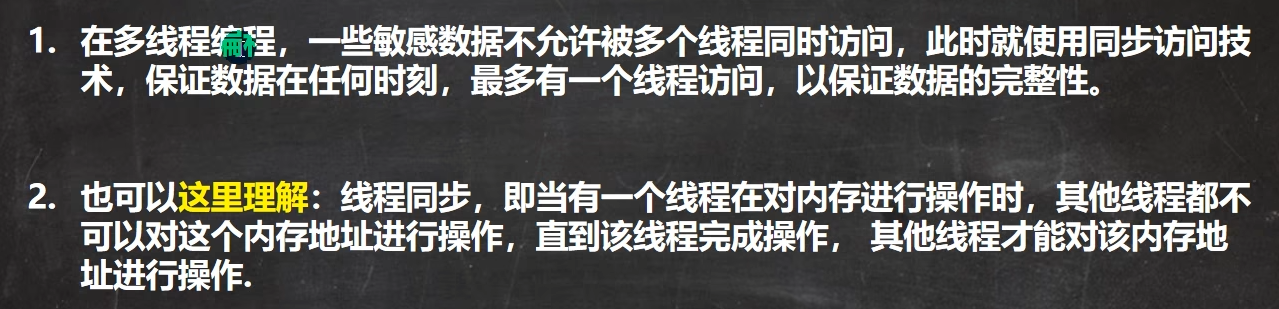 1. 在多线程编程，一些敏感数据不允许被多个线程同时访问，此时就使用同步访问技
术，保证数据在任何时刻，最多有一个线程访问，以保证数据的完整性。
2. 也可以这里理解：线程同步，即当有一个线程在对内存进行操作时，其他线程都不
可以对这个内存地址进行操作，直到该线程完成操作， 其他线程才能对该内存地
址进行操作.